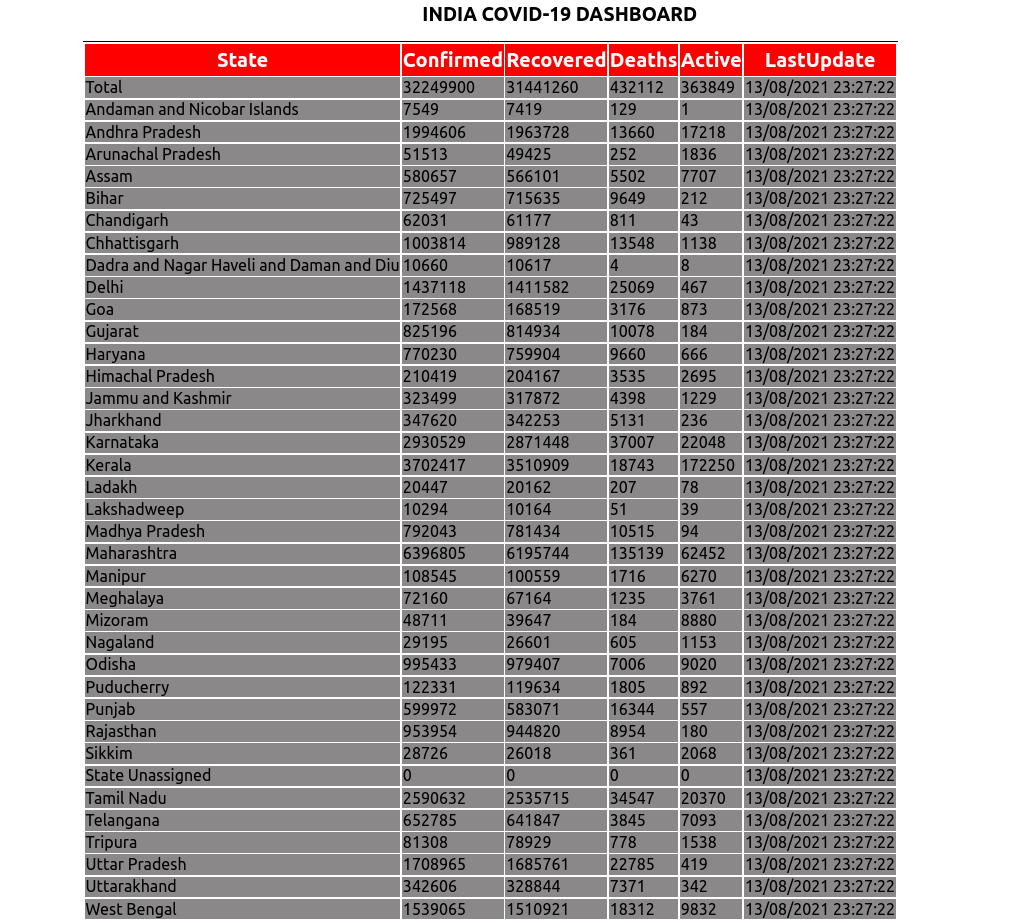 INDIA COVID-19 DASHBOARD
State Confirmed Recovered Deaths Active LastUpdate
Total 32249900 31441260 432112 363849 13/08/2021 23:27:22
Andaman and Nicobar Islands 7549 7419 129 1 13/08/2021 23:27:22
Andhra Pradesh 1994606 1963728 13660 17218 13/08/2021 23:27:22
Arunachal Pradesh 51513 49425 252 1836 13/08/2021 23:27:22
Assam 580657 566101 5502 7707 13/08/2021 23:27:22
Bihar 725497 715635 9649 212 13/08/2021 23:27:22
Chandigarh 62031 61177 811 43 13/08/2021 23:27:22
Chhattisgarh 1003814 989128 13548 1138 13/08/2021 23:27:22
Dadra and Nagar Haveli and Daman and Diu 10660 10617 4 8 13/08/2021 23:27:22
Delhi 1437118 1411582 25069 467 13/08/2021 23:27:22
Goa 172568 168519 3176 873 13/08/2021 23:27:22
Gujarat 825196 814934 10078 184 13/08/2021 23:27:22
Haryana 770230 759904 9660 666 13/08/2021 23:27:22
Himachal Pradesh 210419 204167 3535 2695 13/08/2021 23:27:22
Jammu and Kashmir 323499 317872 4398 1229 13/08/2021 23:27:22
Jharkhand 347620 342253 5131 236 13/08/2021 23:27:22
Karnataka 2930529 2871448 37007 22048 13/08/2021 23:27:22
Kerala 3702417 3510909 18743 172250 13/08/2021 23:27:22
Ladakh 20447 20162 207 78 13/08/2021 23:27:22
Lakshadweep 10294 10164 51 39 13/08/2021 23:27:22
Madhya Pradesh 792043 781434 10515 94 13/08/2021 23:27:22
Maharashtra 6396805 6195744 135139 62452 13/08/2021 23:27:22
Manipur 108545 100559 1716 6270 13/08/2021 23:27:22
Meghalaya 72160 67164 1235 3761 13/08/2021 23:27:22
Mizoram 48711 39647 184 8880 13/08/2021 23:27:22
Nagaland 29195 26601 605 1153 13/08/2021 23:27:22
Odisha 995433 979407 7006 9020 13/08/2021 23:27:22
Puducherry 122331 119634 1805 892 13/08/2021 23:27:22
Punjab 599972 583071 16344 557 13/08/2021 23:27:22
Rajasthan 953954 944820 8954 180 13/08/2021 23:27:22
Sikkim 28726 26018 361 2068 13/08/2021 23:27:22
State Unassigned 0 0 0 0 13/08/2021 23:27:22
Tamil Nadu 2590632 2535715 34547 20370 13/08/2021 23:27:22
Telangana 652785 641847 3845 7093 13/08/2021 23:27:22
Tripura 81308 78929 778 1538 13/08/2021 23:27:22
Uttar Pradesh 1708965 1685761 22785 419 13/08/2021 23:27:22
Uttarakhand 342606 328844 7371 342 13/08/2021 23:27:22
West Bengal 1539065 1510921 18312 9832 13/08/2021 23:27:22